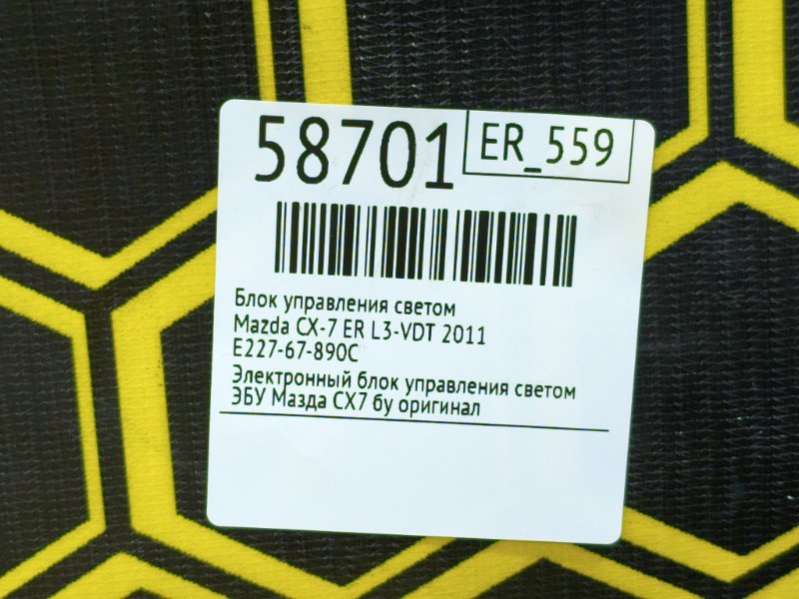 58701
ER_559
Блок управления светом
Mazda CX-7 ER L3-VDT 2011
E227-67-890C
Электронный блок управления светом
ЭБУ Мазда СХ7 бу оригинал